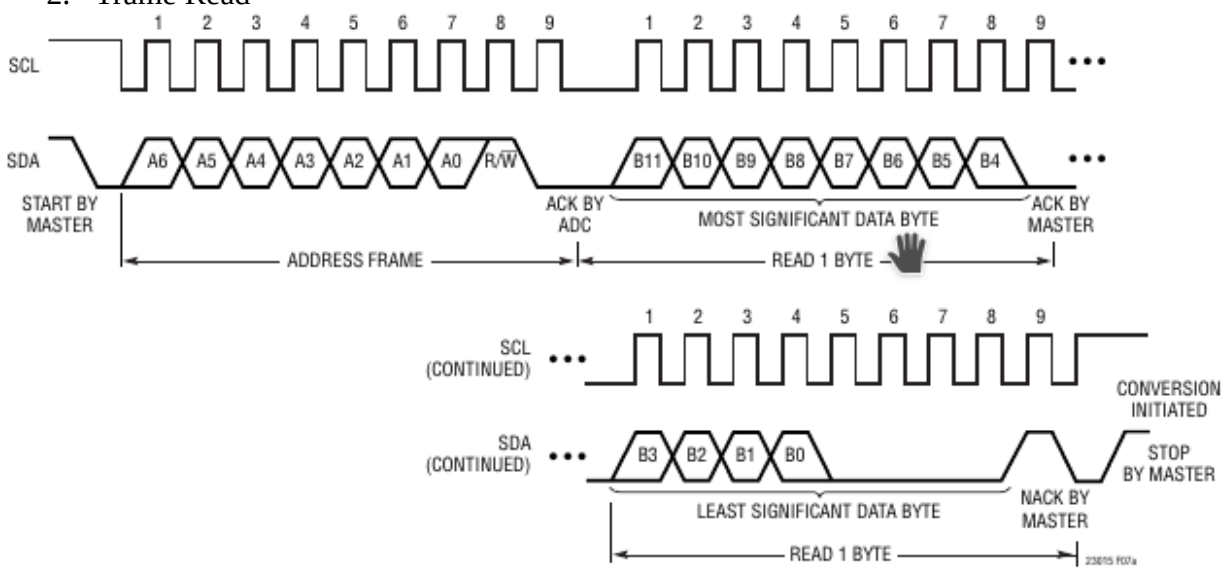 2. Trame Read
1 2 3 4 5 6 7 8 9 1 2 3 4 5 6 7 8 9
SCL
SDA A6 A5 A4 A3 A2 A1 A0 R/W̅ B11 B10 B9 B8 B7 B6 B5 B4
START BY
MASTER
ACK BY
ADC
MOST SIGNIFICANT DATA BYTE
ACK BY
MASTER
ADDRESS FRAME
READ 1 BYTE
1 2 3 4 5 6 7 8 9
SCL
(CONTINUED)
CONVERSION
INITIATED
SDA
(CONTINUED)
B3 B2 B1 B0
STOP
BY MASTER
LEAST SIGNIFICANT DATA BYTE
NACK BY
MASTER
READ 1 BYTE
23015 F07a